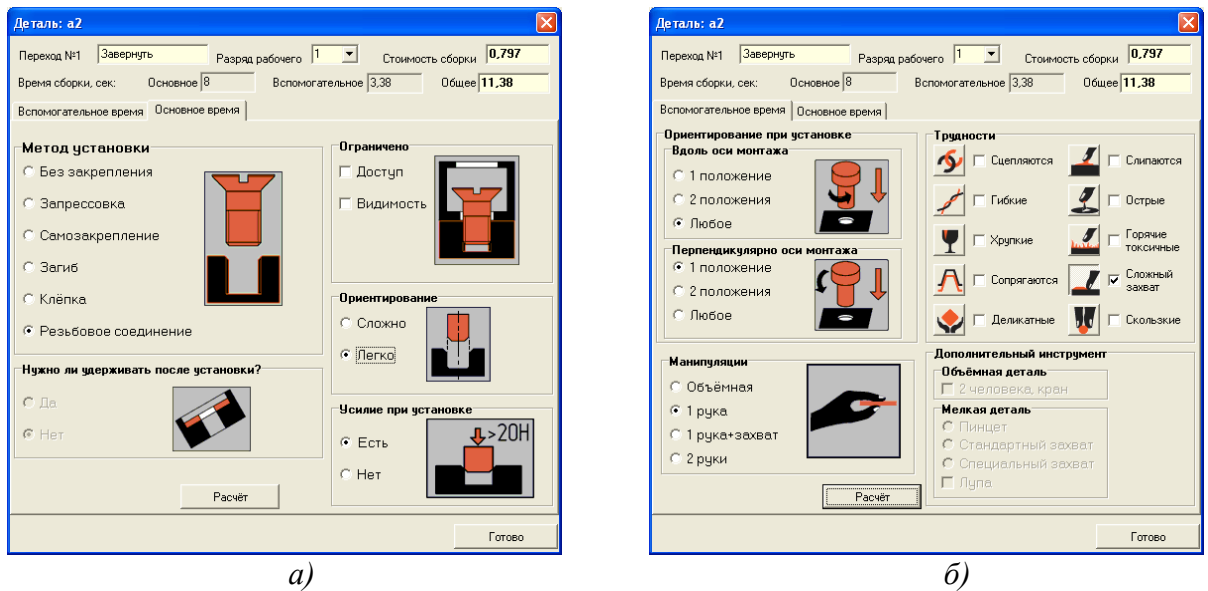 Деталь: а2
Переход №1 Завернуть Разряд рабочего 1 Стоимость сборки 0,797
Время сборки, сек: Основное 8 Вспомогательное 3,38 Общее 11,38
Вспомогательное время Основное время
Метод установки
Без закрепления
Запрессовка
Самозакрепление
Загиб
Клёпка
Резьбовое соединение
Нужно ли удерживать после установки?
Да
Нет
Ограничено
Доступ
Видимость
Ориентирование
Сложно
Легко
Усилие при установке
Есть
Нет
>20Н
Расчёт
Готово
а)
Деталь: а2
Переход №1 Завернуть Разряд рабочего 1 Стоимость сборки 0,797
Время сборки, сек: Основное 8 Вспомогательное 3,38 Общее 11,38
Вспомогательное время Основное время
Ориентирование при установке
Вдоль оси монтажа
1 положение
2 положения
Любое
Перпендикулярно оси монтажа
1 положение
2 положения
Любое
Манипуляции
Объёмная
1 рука
1 рука+захват
2 руки
Расчёт
Трудности
Сцепляются Слипаются
Гибкие Острые
Хрупкие Горячие
токсичные
Сопрягаются Сложный
захват
Деликатные Скользкие
Дополнительный инструмент
Объёмная деталь
2 человека, кран
Мелкая деталь
Пинцет
Стандартный захват
Специальный захват
Лупа
Готово
б)